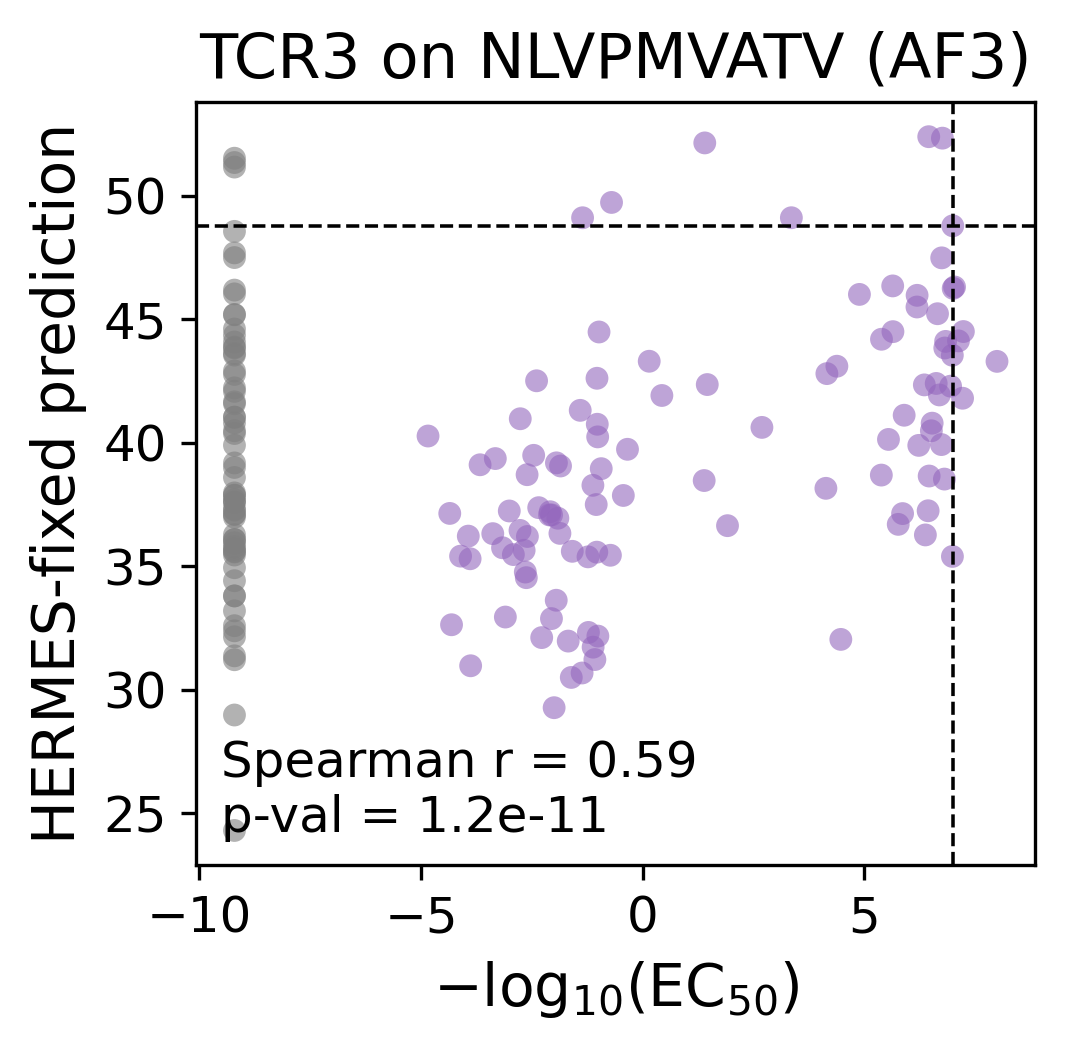 TCR3 on NLVPMVATV (AF3)
HERMES-fixed prediction
50
45
40
35
30
25
Spearman r = 0.59
p-val = 1.2e-11
−10
−5
0
5
−log₁₀(EC₅₀)